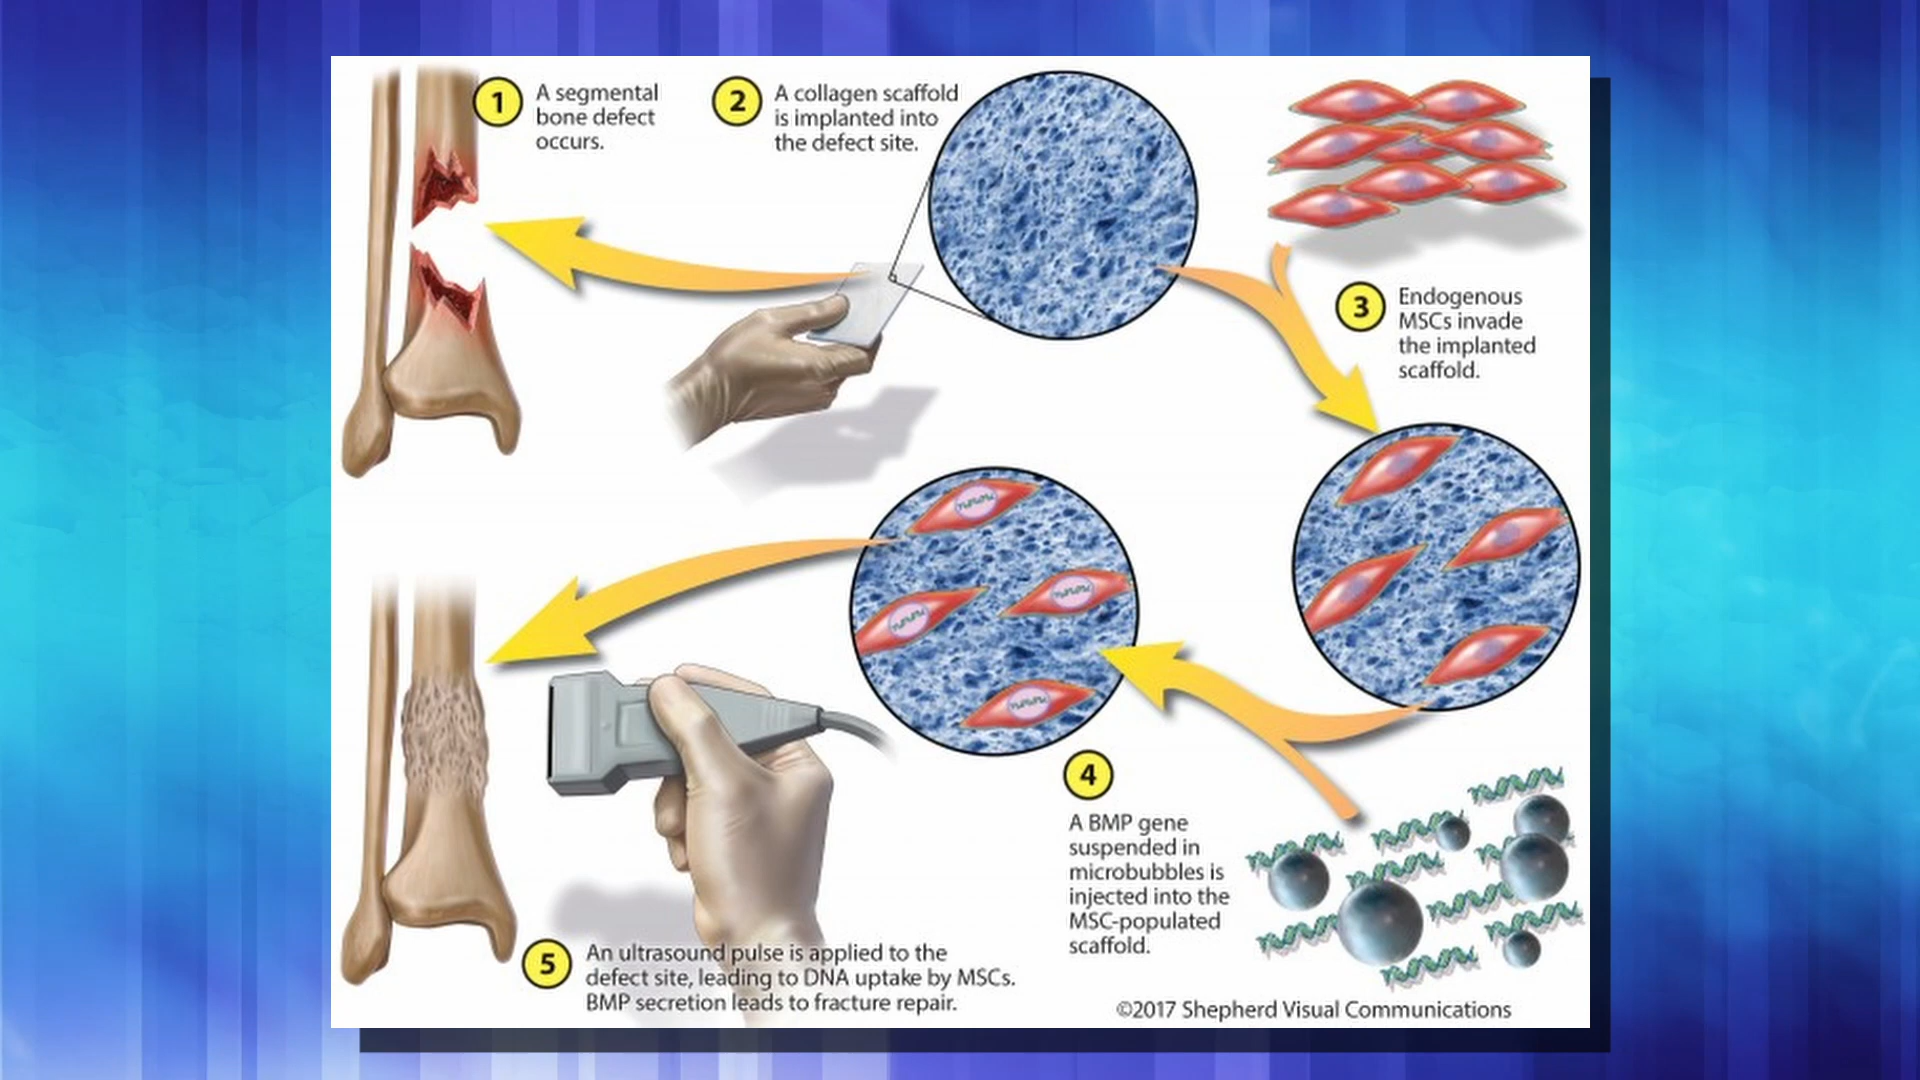 1
A segmental
bone defect
occurs.
2
A collagen scaffold
is implanted into
the defect site.
3
Endogenous
MSCs invade
the implanted
scaffold.
4
A BMP gene
suspended in
microbubbles is
injected into the
MSC-populated
scaffold.
5
An ultrasound pulse is applied to the
defect site, leading to DNA uptake by MSCs.
BMP secretion leads to fracture repair.
©2017 Shepherd Visual Communications